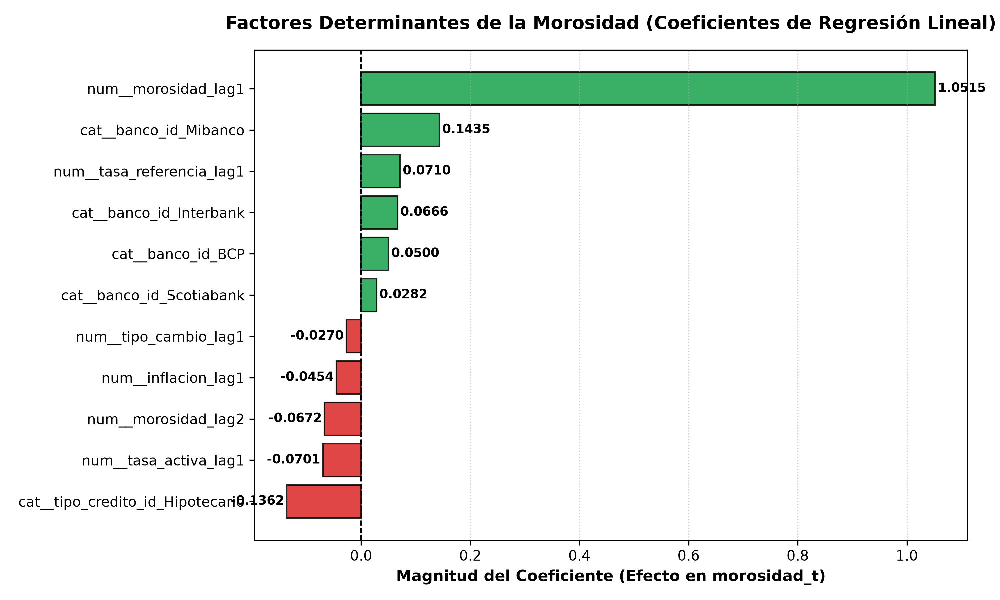 Factores Determinantes de la Morosidad (Coeficientes de Regresión Lineal)
num__morosidad_lag1 1.0515
cat__banco_id_Mibanco 0.1435
num__tasa_referencia_lag1 0.0710
cat__banco_id_Interbank 0.0666
cat__banco_id_BCP 0.0500
cat__banco_id_Scotiabank 0.0282
num__tipo_cambio_lag1 -0.0270
num__inflacion_lag1 -0.0454
num__morosidad_lag2 -0.0672
num__tasa_activa_lag1 -0.0701
cat__tipo_credito_id_Hipotecario -0.1362
0.0 0.2 0.4 0.6 0.8 1.0
Magnitud del Coeficiente (Efecto en morosidad_t)